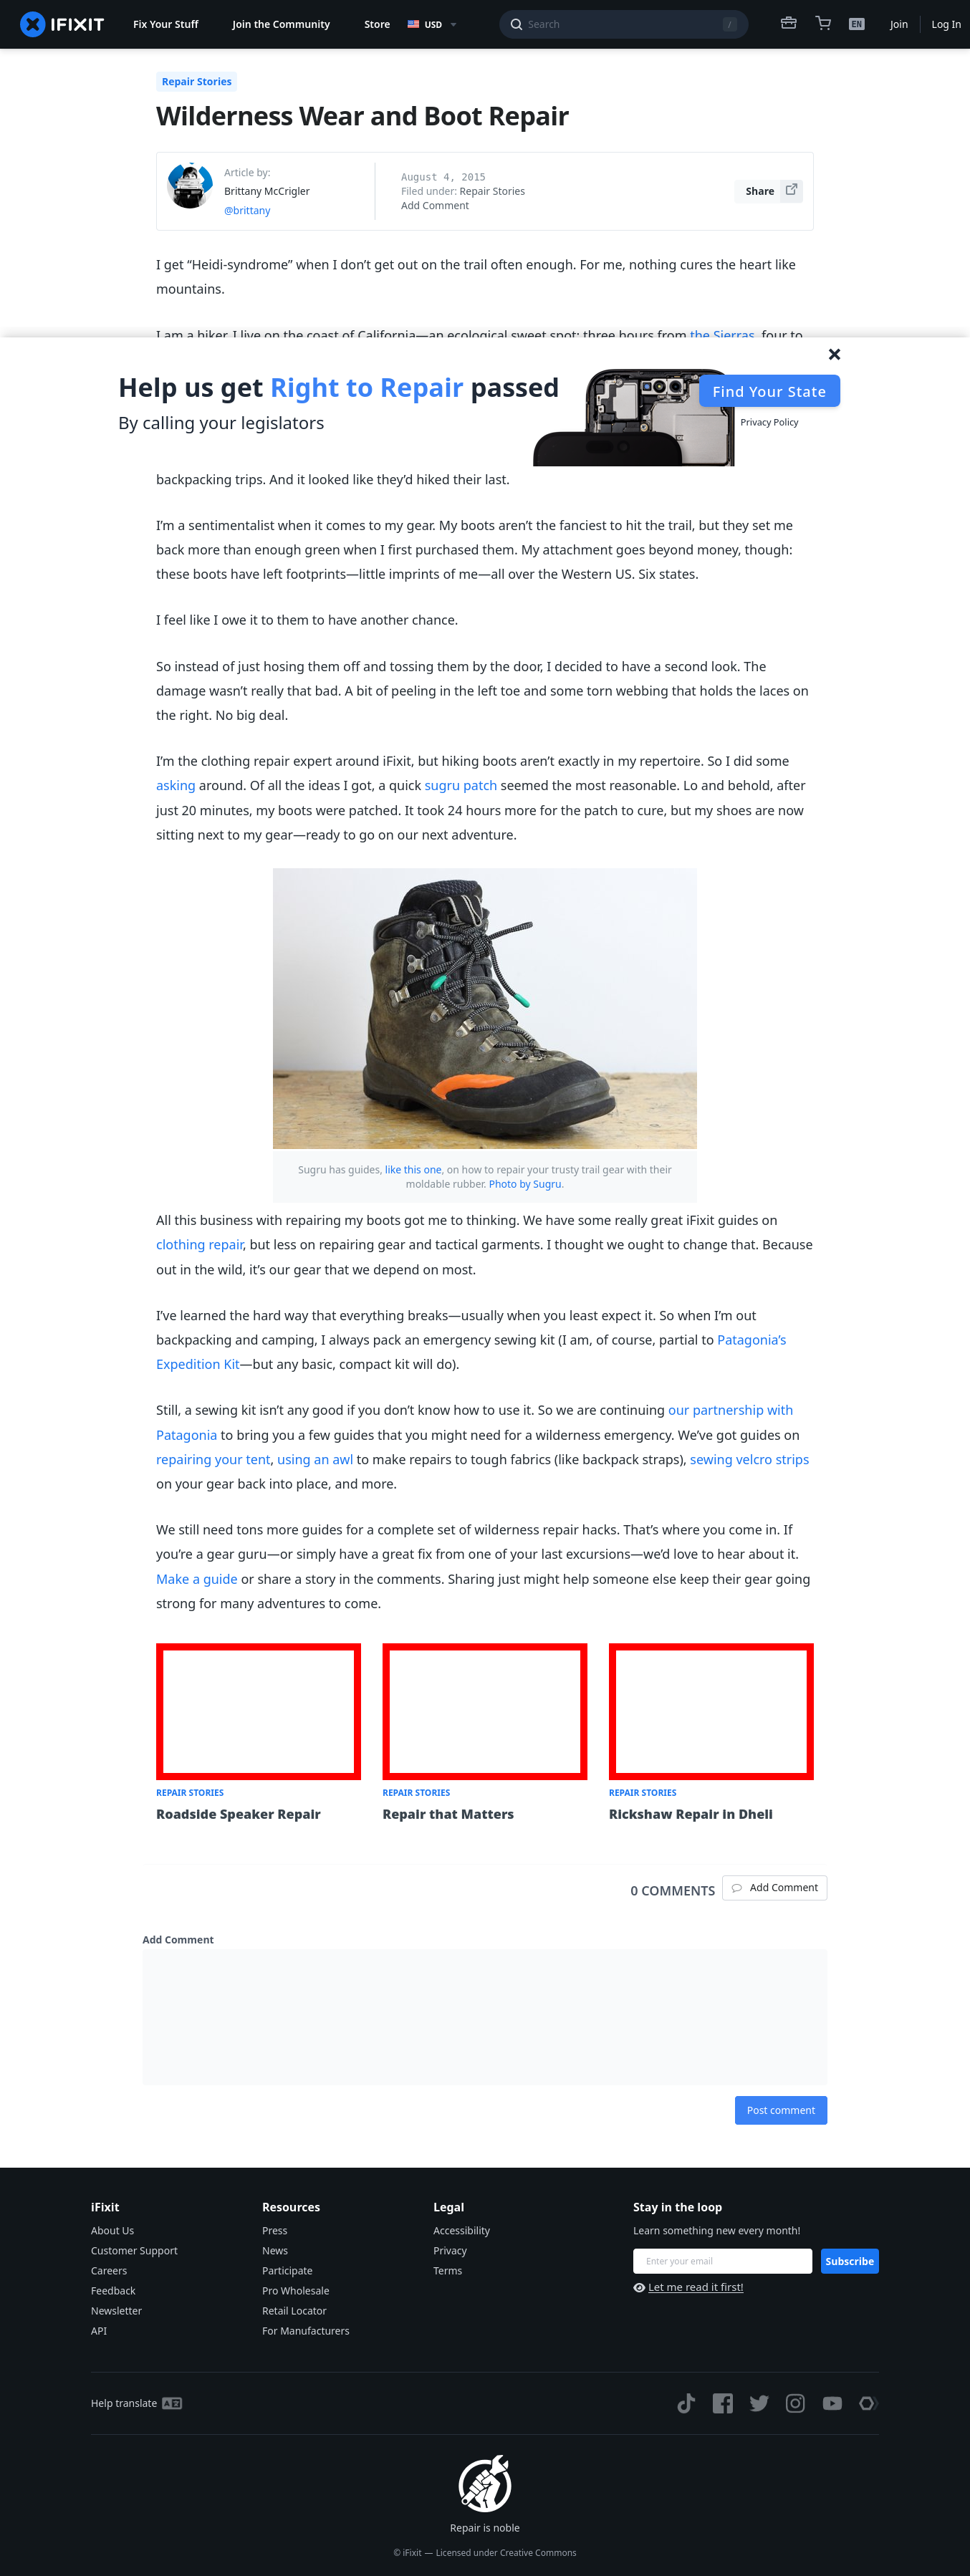 IFIXIT
Fix Your Stuff
Join the Community
Store
USD
Search
/
EN
Join
Log In
Repair Stories
Wilderness Wear and Boot Repair
Article by:
Brittany McCrigler
@brittany
August 4, 2015
Filed under: Repair Stories
Add Comment
Share
I get “Heidi-syndrome” when I don’t get out on the trail often enough. For me, nothing cures the heart like
mountains.
I am a hiker. I live on the coast of California—an ecological sweet spot: three hours from the Sierras, four to
Help us get Right to Repair passed
By calling your legislators
Find Your State
Privacy Policy
backpacking trips. And it looked like they’d hiked their last.
I’m a sentimentalist when it comes to my gear. My boots aren’t the fanciest to hit the trail, but they set me
back more than enough green when I first purchased them. My attachment goes beyond money, though:
these boots have left footprints—little imprints of me—all over the Western US. Six states.
I feel like I owe it to them to have another chance.
So instead of just hosing them off and tossing them by the door, I decided to have a second look. The
damage wasn’t really that bad. A bit of peeling in the left toe and some torn webbing that holds the laces on
the right. No big deal.
I’m the clothing repair expert around iFixit, but hiking boots aren’t exactly in my repertoire. So I did some
asking around. Of all the ideas I got, a quick sugru patch seemed the most reasonable. Lo and behold, after
just 20 minutes, my boots were patched. It took 24 hours more for the patch to cure, but my shoes are now
sitting next to my gear—ready to go on our next adventure.
Sugru has guides, like this one, on how to repair your trusty trail gear with their
moldable rubber. Photo by Sugru.
All this business with repairing my boots got me to thinking. We have some really great iFixit guides on
clothing repair, but less on repairing gear and tactical garments. I thought we ought to change that. Because
out in the wild, it’s our gear that we depend on most.
I’ve learned the hard way that everything breaks—usually when you least expect it. So when I’m out
backpacking and camping, I always pack an emergency sewing kit (I am, of course, partial to Patagonia’s
Expedition Kit—but any basic, compact kit will do).
Still, a sewing kit isn’t any good if you don’t know how to use it. So we are continuing our partnership with
Patagonia to bring you a few guides that you might need for a wilderness emergency. We’ve got guides on
repairing your tent, using an awl to make repairs to tough fabrics (like backpack straps), sewing velcro strips
on your gear back into place, and more.
We still need tons more guides for a complete set of wilderness repair hacks. That’s where you come in. If
you’re a gear guru—or simply have a great fix from one of your last excursions—we’d love to hear about it.
Make a guide or share a story in the comments. Sharing just might help someone else keep their gear going
strong for many adventures to come.
REPAIR STORIES
Roadside Speaker Repair
REPAIR STORIES
Repair that Matters
REPAIR STORIES
Rickshaw Repair in Dheli
0 COMMENTS
Add Comment
Add Comment
Post comment
iFixit
About Us
Customer Support
Careers
Feedback
Newsletter
API
Resources
Press
News
Participate
Pro Wholesale
Retail Locator
For Manufacturers
Legal
Accessibility
Privacy
Terms
Stay in the loop
Learn something new every month!
Enter your email
Subscribe
Let me read it first!
Help translate
Repair is noble
© iFixit — Licensed under Creative Commons